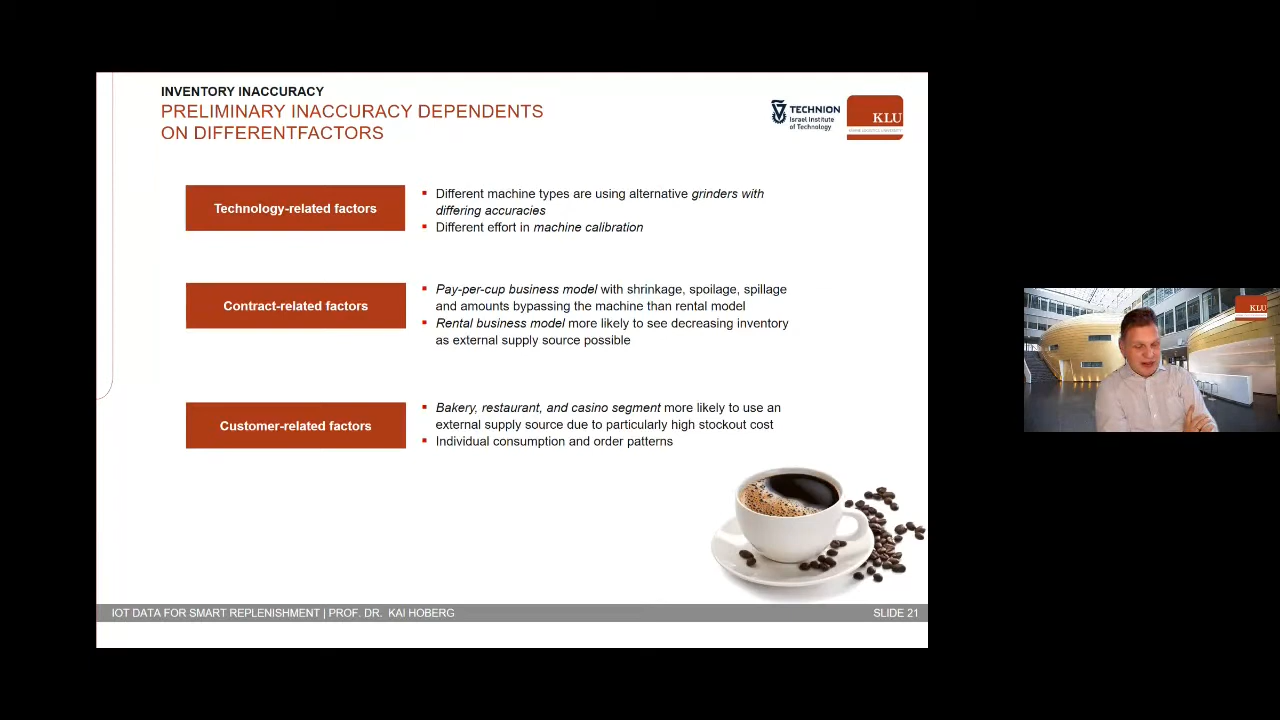 INVENTORY INACCURACY
PRELIMINARY INACCURACY DEPENDENTS
ON DIFFERENTFACTORS
TECHNION
Israel Institute
of Technology
KLU
Technology-related factors
Different machine types are using alternative grinders with
differing accuracies
Different effort in machine calibration
Contract-related factors
Pay-per-cup business model with shrinkage, spoilage, spillage
and amounts bypassing the machine than rental model
Rental business model more likely to see decreasing inventory
as external supply source possible
Customer-related factors
Bakery, restaurant, and casino segment more likely to use an
external supply source due to particularly high stockout cost
Individual consumption and order patterns
IOT DATA FOR SMART REPLENISHMENT | PROF. DR. KAI HOBERG
SLIDE 21
KLU